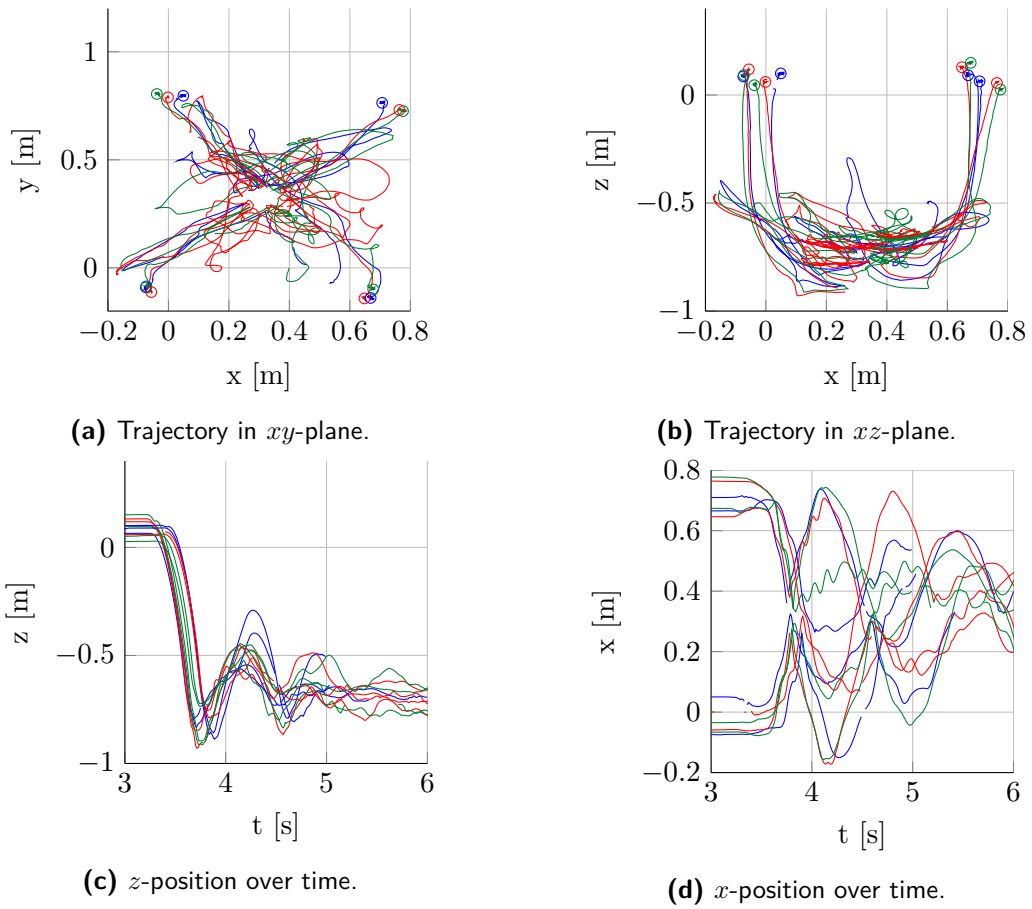 1
0.5
0
y [m]
−0.2 0 0.2 0.4 0.6 0.8
x [m]
(a) Trajectory in xy-plane.
0
−0.5
−1
z [m]
−0.2 0 0.2 0.4 0.6 0.8
x [m]
(b) Trajectory in xz-plane.
0
−0.5
−1
z [m]
3 4 5 6
t [s]
(c) z-position over time.
0.8
0.6
0.4
0.2
0
−0.2
x [m]
3 4 5 6
t [s]
(d) x-position over time.